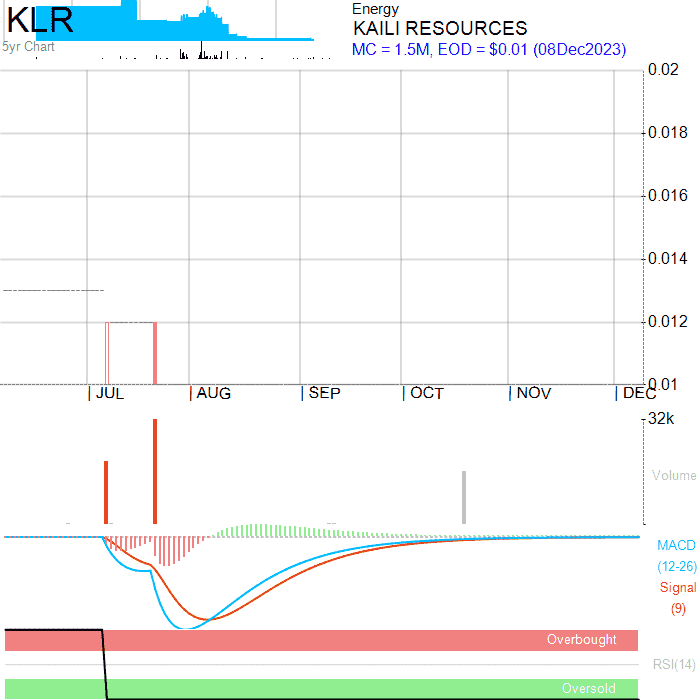 KLR
5yr Chart
Energy
KAILI RESOURCES
MC = 1.5M, EOD = $0.01 (08Dec2023)
0.02
0.018
0.016
0.014
0.012
0.01
JUL AUG SEP OCT NOV DEC
32k
Volume
MACD
(12-26)
Signal
(9)
Overbought
RSI(14)
Oversold